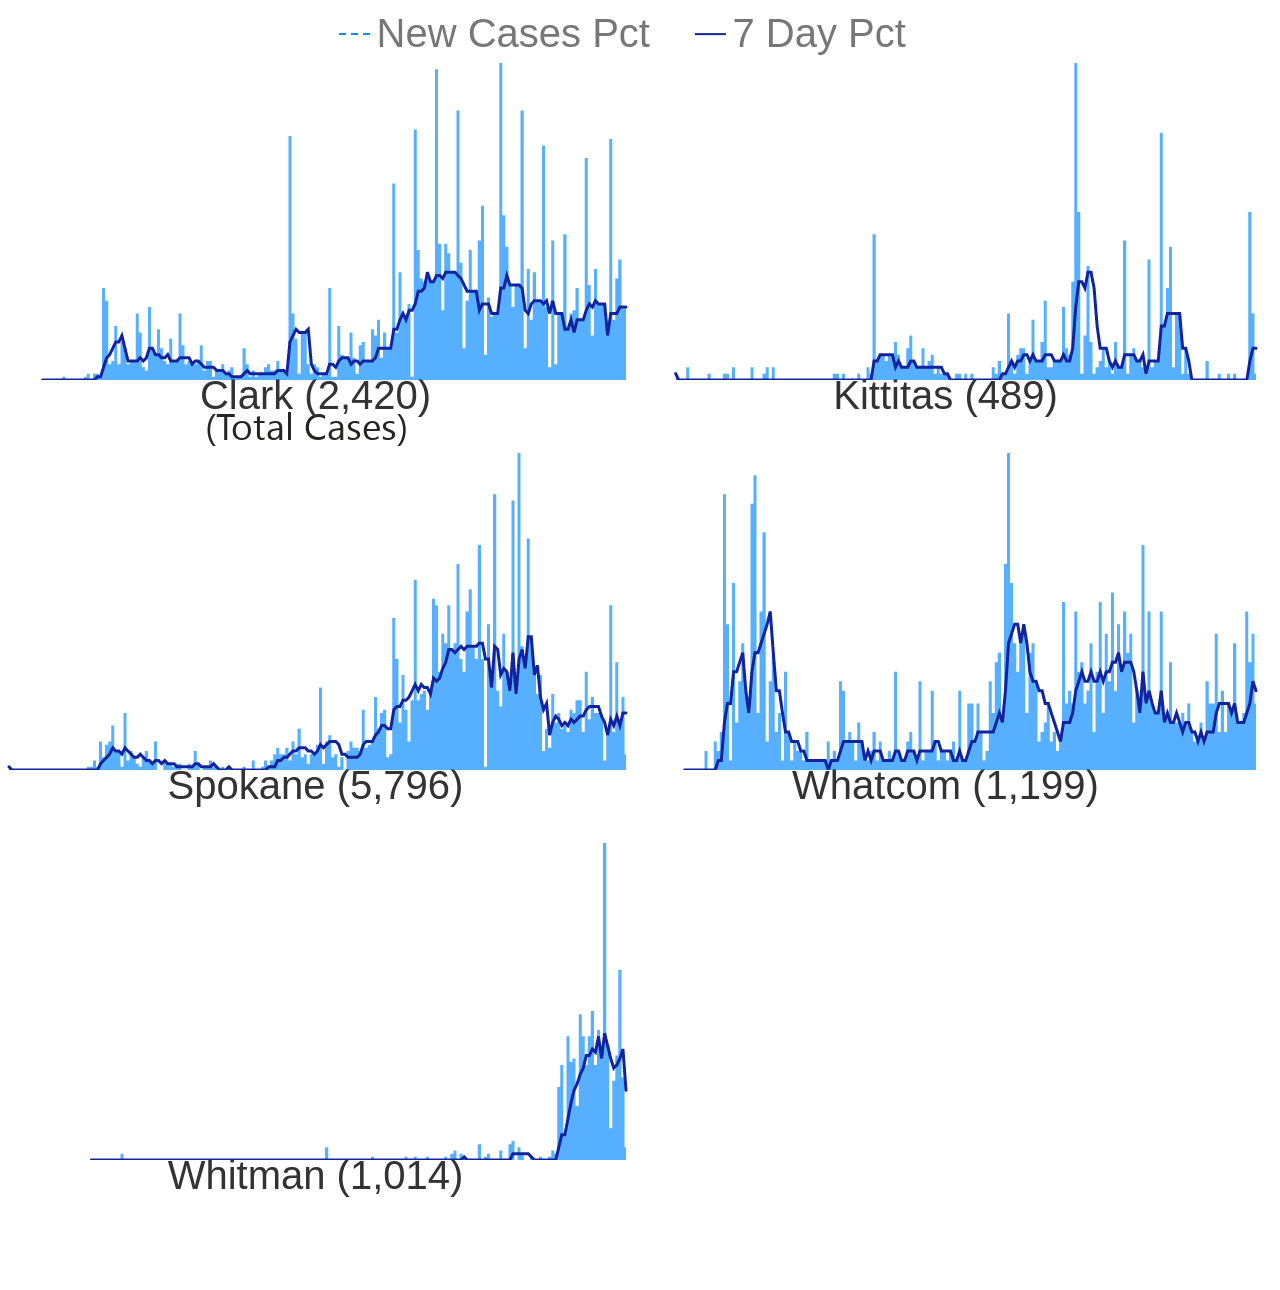 New Cases Pct 7 Day Pct
Clark (2,420) Kittitas (489)
(Total Cases)
Spokane (5,796) Whatcom (1,199)
Whitman (1,014)